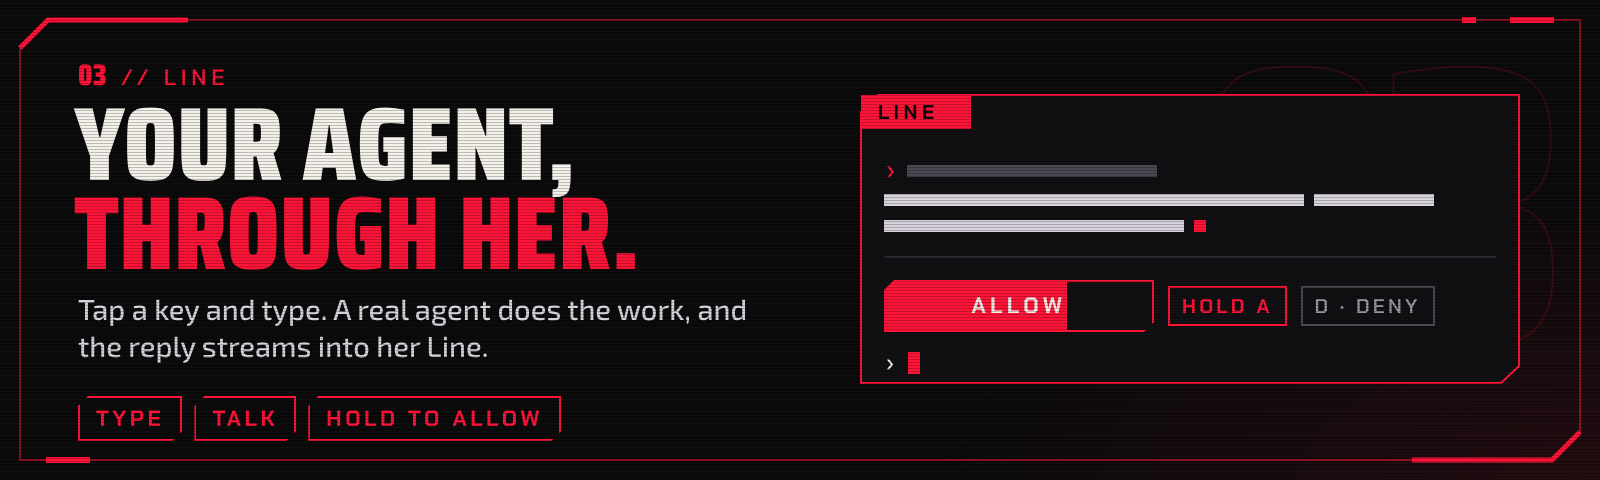 03 // LINE
YOUR AGENT,
THROUGH HER.
Tap a key and type. A real agent does the work, and
the reply streams into her Line.
TYPE
TALK
HOLD TO ALLOW
LINE
›
ALLOW
HOLD A
D · DENY
›